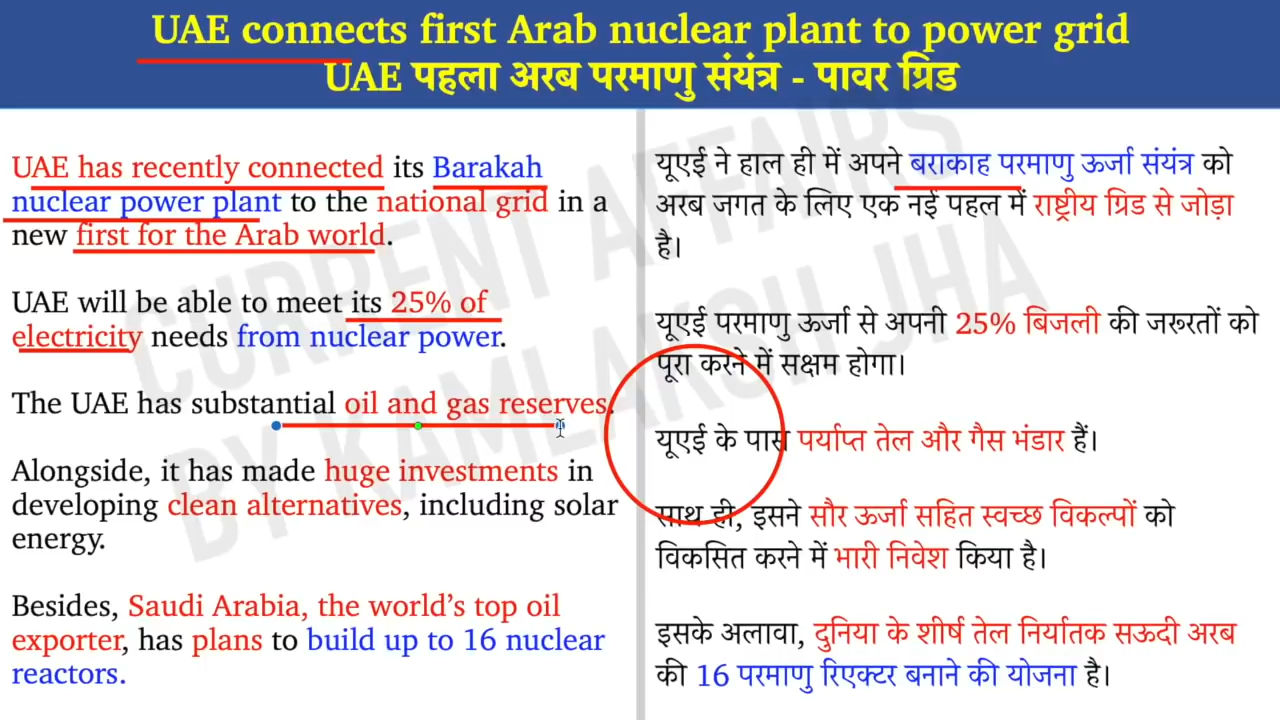 UAE connects first Arab nuclear plant to power grid
UAE पहला अरब परमाणु संयंत्र - पावर ग्रिड
UAE has recently connected its Barakah
nuclear power plant to the national grid in a
new first for the Arab world.
UAE will be able to meet its 25% of
electricity needs from nuclear power.
The UAE has substantial oil and gas reserves.
Alongside, it has made huge investments in
developing clean alternatives, including solar
energy.
Besides, Saudi Arabia, the world’s top oil
exporter, has plans to build up to 16 nuclear
reactors.
यूएई ने हाल ही में अपने बराकाह परमाणु ऊर्जा संयंत्र को
अरब जगत के लिए एक नई पहल में राष्ट्रीय ग्रिड से जोड़ा
है।
यूएई परमाणु ऊर्जा से अपनी 25% बिजली की जरूरतों को
पूरा करने में सक्षम होगा।
यूएई के पास पर्याप्त तेल और गैस भंडार हैं।
साथ ही, इसने सौर ऊर्जा सहित स्वच्छ विकल्पों को
विकसित करने में भारी निवेश किया है।
इसके अलावा, दुनिया के शीर्ष तेल निर्यातक सऊदी अरब
की 16 परमाणु रिएक्टर बनाने की योजना है।
CURRENT AFFAIRS
BY KAMLAKSH JHA